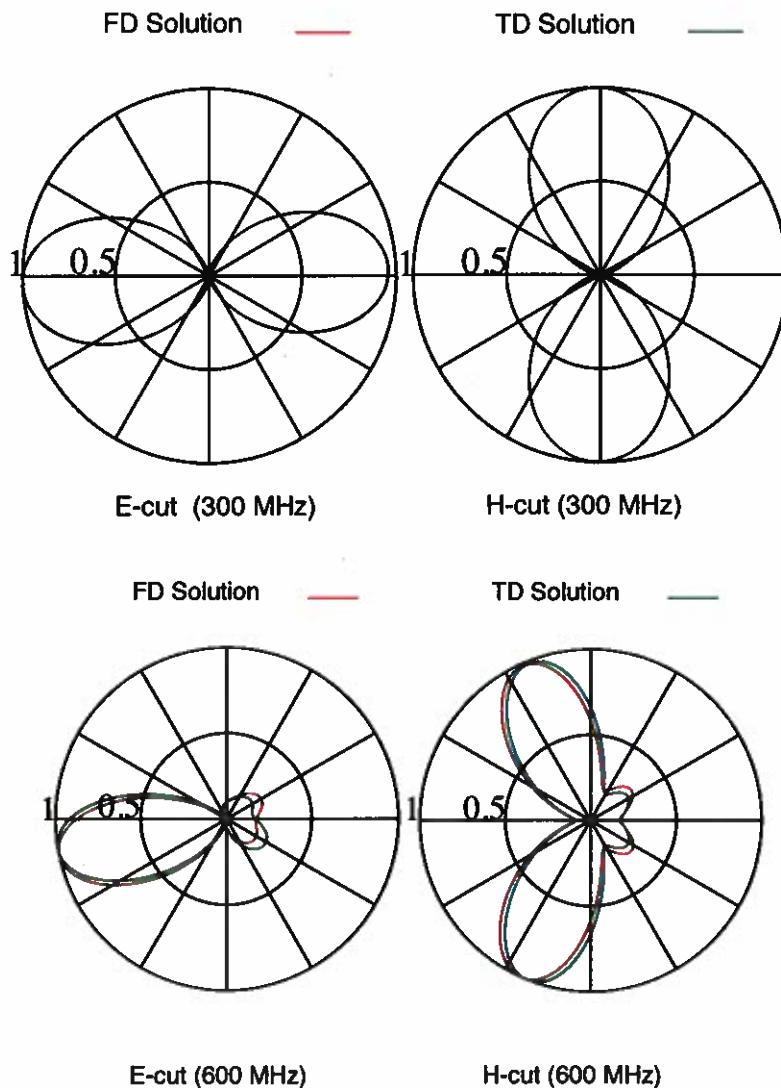 FD Solution
TD Solution
1 0.5
1 0.5
E-cut (300 MHz)
H-cut (300 MHz)
FD Solution
TD Solution
1 0.5
1 0.5
E-cut (600 MHz)
H-cut (600 MHz)